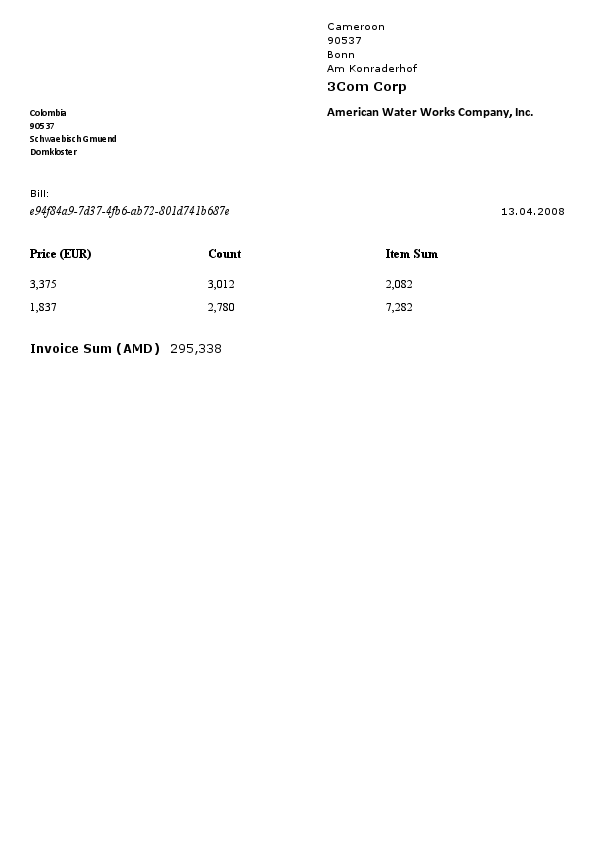 Cameroon
90537
Bonn
Am Konraderhof
3Com Corp
American Water Works Company, Inc.
Colombia
90537
Schwaebisch Gmuend
Domkloster
Bill:
e94f84a9-7d37-4fb6-ab72-801d741b687e 13.04.2008
Price (EUR) Count Item Sum
3,375 3,012 2,082
1,837 2,780 7,282
Invoice Sum (AMD) 295,338